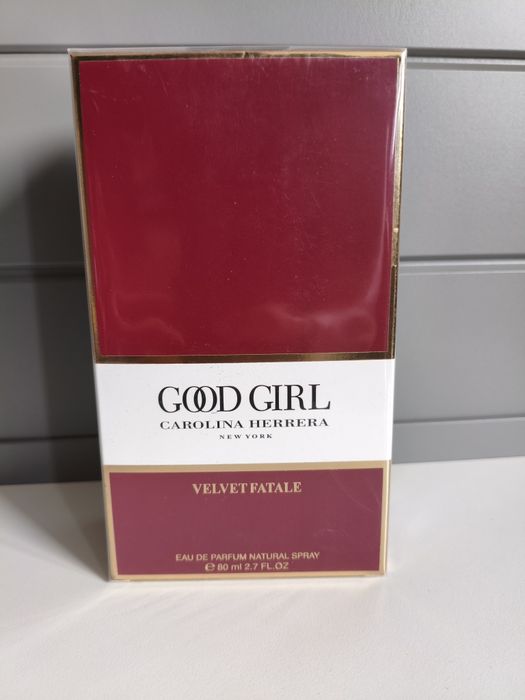 GOOD GIRL
CAROLINA HERRERA
NEW YORK
VELVET FATALE
EAU DE PARFUM NATURAL SPRAY
℮ 80 ml 2.7 FL.OZ